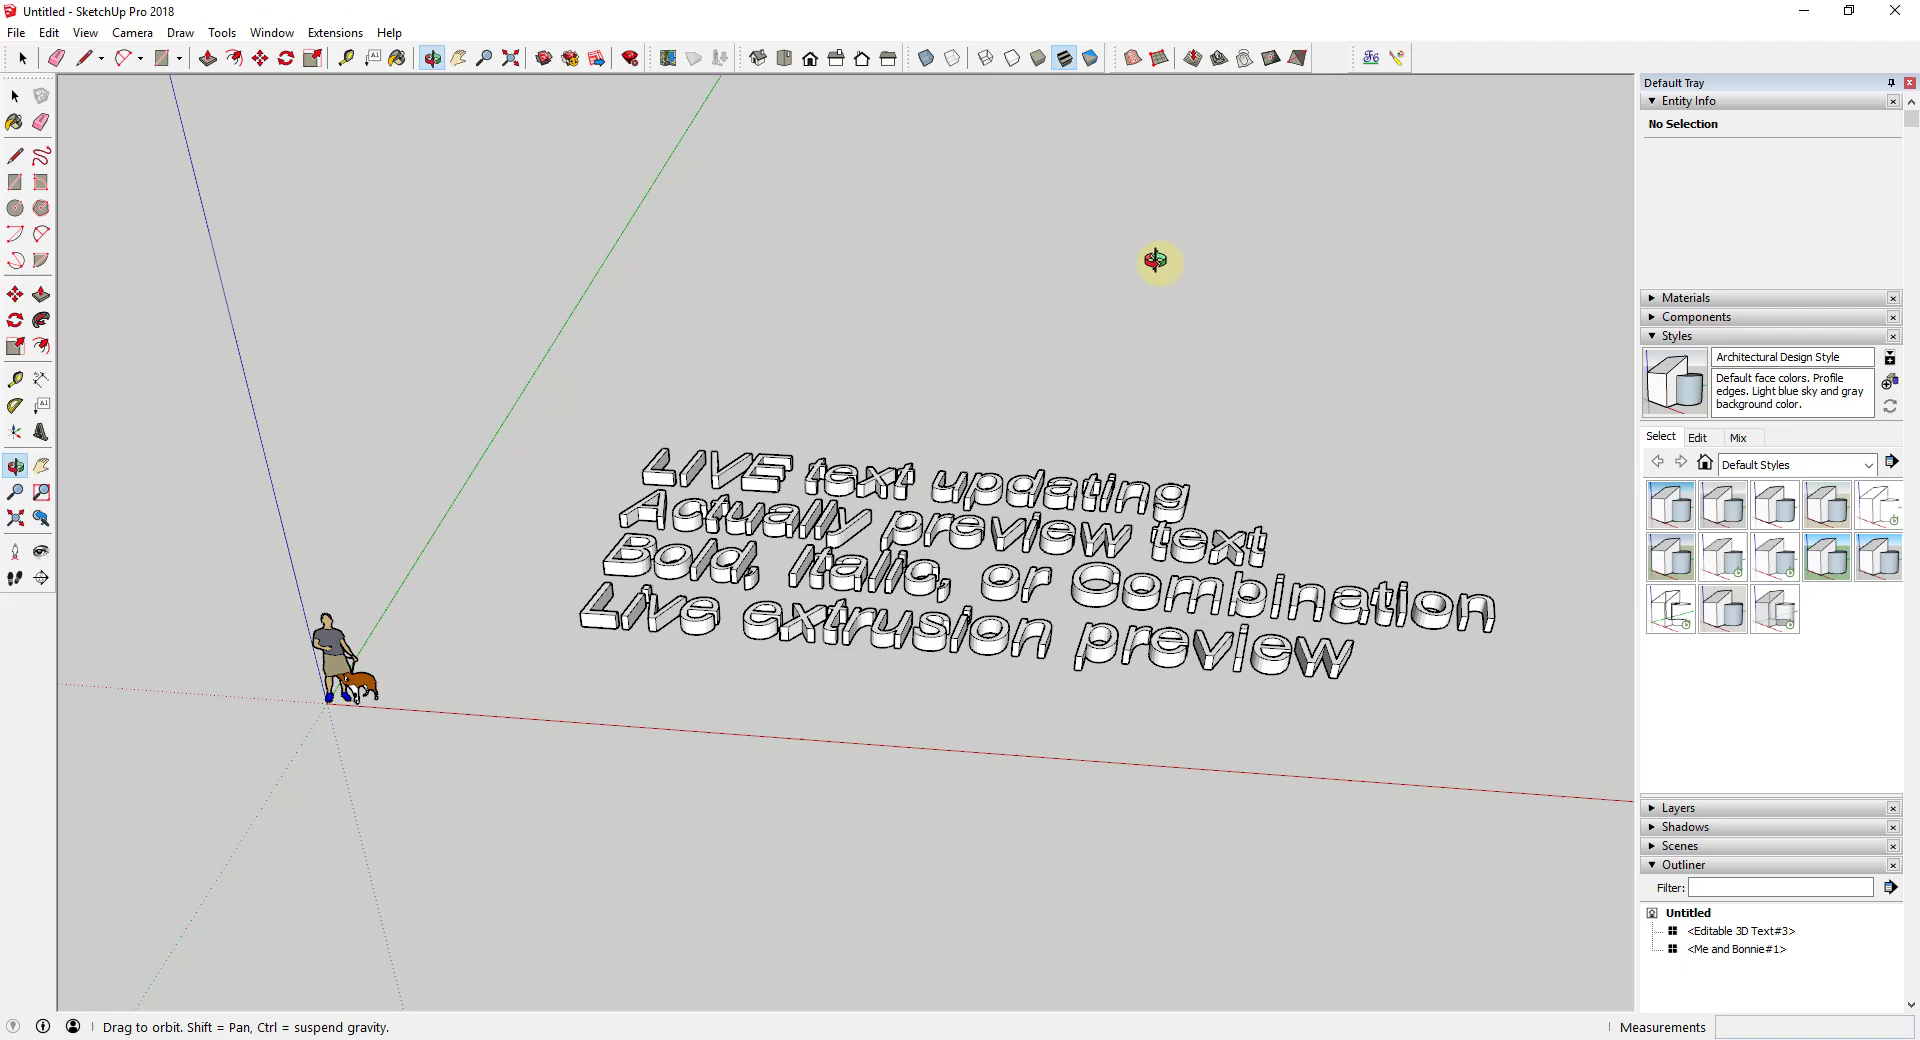 Untitled - SketchUp Pro 2018
File Edit View Camera Draw Tools Window Extensions Help
LIVE text updating
Actually preview text
Bold, Italic, or Combination
Live extrusion preview
Default Tray
Entity Info
No Selection
Materials
Components
Styles
Architectural Design Style
Default face colors. Profile
edges. Light blue sky and gray
background color.
Select Edit Mix
Default Styles
Layers
Shadows
Scenes
Outliner
Filter:
Untitled
<Editable 3D Text#3>
<Me and Bonnie#1>
Drag to orbit. Shift = Pan, Ctrl = suspend gravity.
Measurements